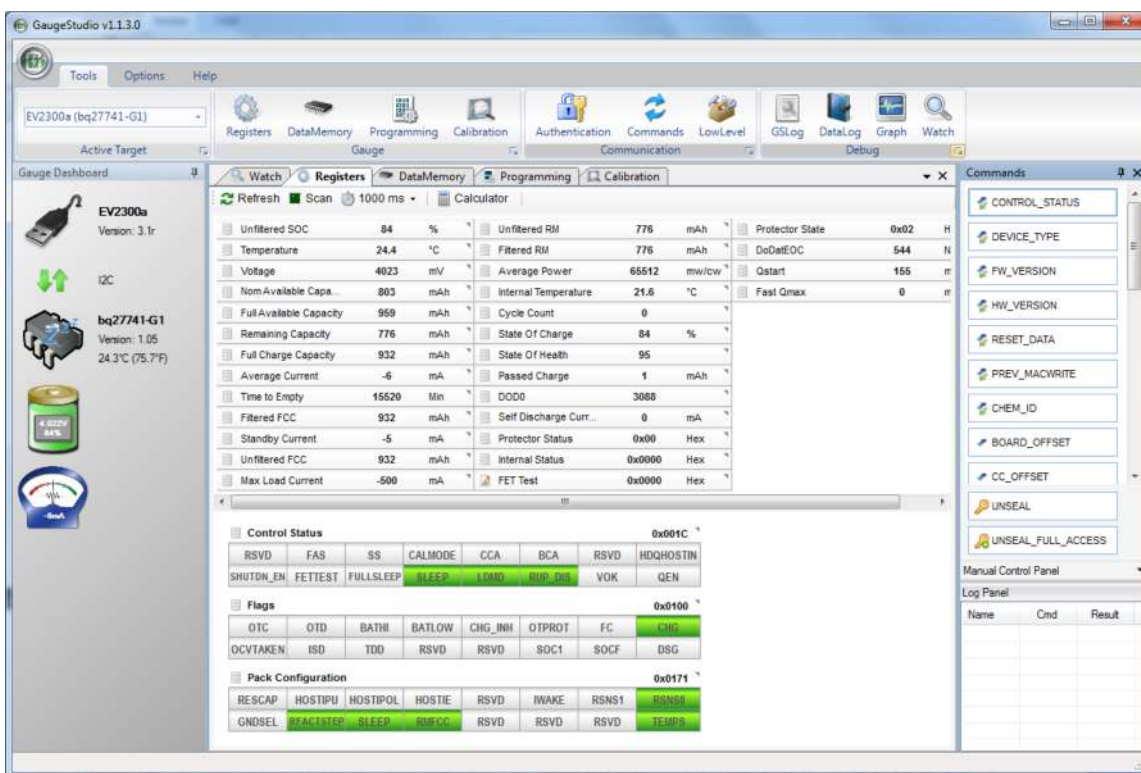 GaugeStudio v1.1.3.0
Tools Options Help
EV2300a (bq27741-G1)
Active Target
Registers DataMemory Programming Calibration
Gauge
Authentication Commands LowLevel
Communication
GSLog DataLog Graph Watch
Debug
Gauge Dashboard
EV2300a
Version: 3.1r
I2C
bq27741-G1
Version: 1.05
24.3°C (75.7°F)
4.022V
84%
-6mA
Watch Registers DataMemory Programming Calibration
Refresh Scan 1000 ms Calculator
Unfiltered SOC 84 % Unfiltered RM 776 mAh Protector State 0x02 H
Temperature 24.4 °C Filtered RM 776 mAh DoDatEOC 544 N
Voltage 4023 mV Average Power 65512 mw/cw Qstart 155 m
Nom Available Capa... 803 mAh Internal Temperature 21.6 °C Fast Qmax 0 m
Full Available Capacity 959 mAh Cycle Count 0
Remaining Capacity 776 mAh State Of Charge 84 %
Full Charge Capacity 932 mAh State Of Health 95
Average Current -6 mA Passed Charge 1 mAh
Time to Empty 15520 Min DOD0 3088
Filtered FCC 932 mAh Self Discharge Curr... 0 mA
Standby Current -5 mA Protector Status 0x00 Hex
Unfiltered FCC 932 mAh Internal Status 0x0000 Hex
Max Load Current -500 mA FET Test 0x0000 Hex
Control Status 0x001C
RSVD FAS SS CALMODE CCA BCA RSVD HDQHOSTIN
SHUTDN_EN FETTEST FULLSLEEP SLEEP LDMD RUP_DIS VOK QEN
Flags 0x0100
OTC OTD BATHI BATLOW CHG_INH OTPROT FC CHG
OCVTAKEN ISD TDD RSVD RSVD SOC1 SOCF DSG
Pack Configuration 0x0171
RESCAP HOSTIPU HOSTIPOL HOSTIE RSVD IWAKE RSNS1 RSNS0
GNDSEL RFACTSTEP SLEEP RMFCC RSVD RSVD RSVD TEMPS
Commands
CONTROL_STATUS
DEVICE_TYPE
FW_VERSION
HW_VERSION
RESET_DATA
PREV_MACWRITE
CHEM_ID
BOARD_OFFSET
CC_OFFSET
UNSEAL
UNSEAL_FULL_ACCESS
Manual Control Panel
Log Panel
Name Cmd Result